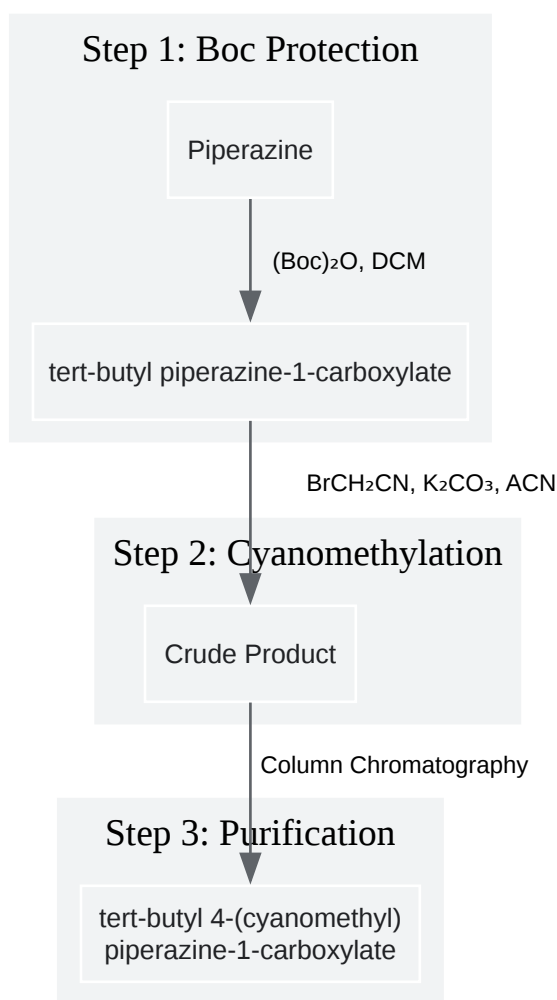 Step 1: Boc Protection
Piperazine
(Boc)₂O, DCM
tert-butyl piperazine-1-carboxylate
BrCH₂CN, K₂CO₃, ACN
Step 2: Cyanomethylation
Crude Product
Column Chromatography
Step 3: Purification
tert-butyl 4-(cyanomethyl)
piperazine-1-carboxylate